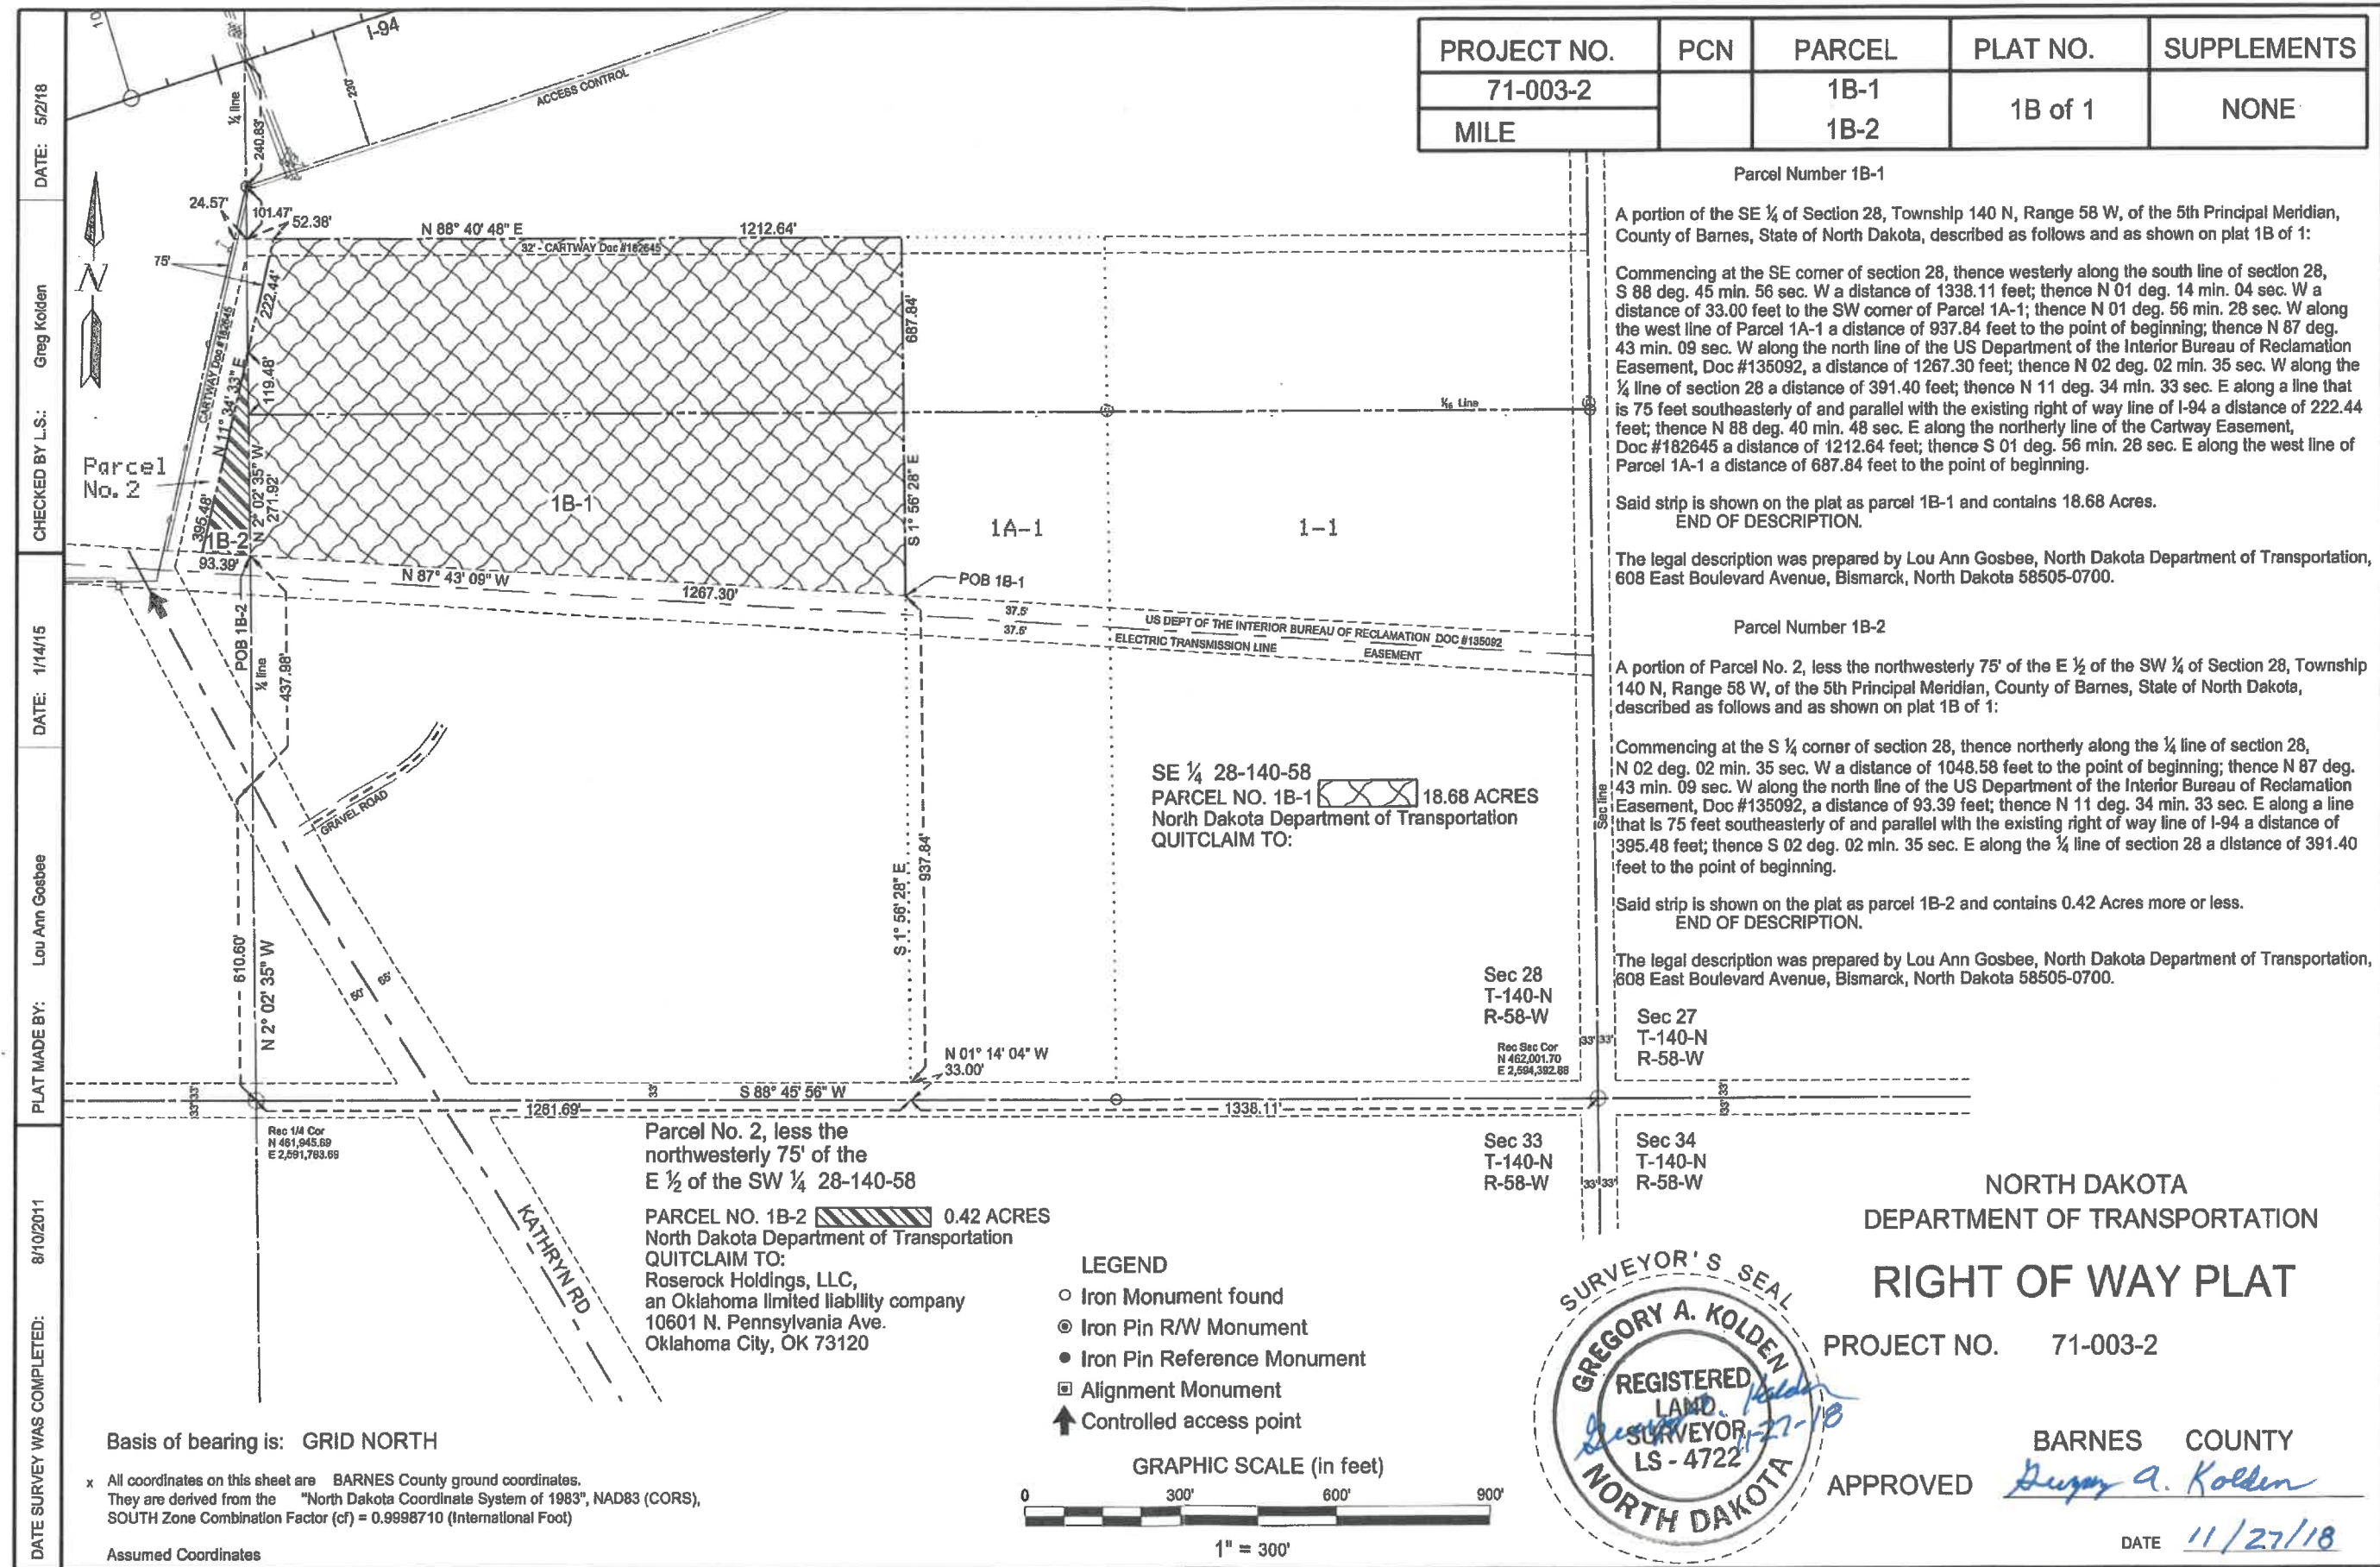 PROJECT NO. PCN PARCEL PLAT NO. SUPPLEMENTS
71-003-2 1B-1 1B of 1 NONE
MILE 1B-2
DATE: 5/2/18
CHECKED BY L.S.: Greg Kolden
DATE: 1/14/15
PLAT MADE BY: Lou Ann Gosbee
DATE SURVEY WAS COMPLETED: 8/10/2011
10
I-94
230'
ACCESS CONTROL
¼ line
240.83'
24.57'
101.47'
52.38'
N 88° 40' 48" E
1212.64'
32' - CARTWAY Doc #182645
75'
N
222.44'
687.84'
CARTWAY Doc #182645
N 11° 34' 33" E
119.48'
1/16 Line
Parcel
No. 2
395.48'
N 2° 02' 35" W
271.92'
1B-1
S 1° 56' 28" E
1A-1
1-1
1B-2
93.39'
N 87° 43' 09" W
1267.30'
POB 1B-1
37.5'
37.5'
US DEPT OF THE INTERIOR BUREAU OF RECLAMATION DOC #135092
ELECTRIC TRANSMISSION LINE EASEMENT
POB 1B-2
¼ line
437.98'
GRAVEL ROAD
SE ¼ 28-140-58
PARCEL NO. 1B-1 18.68 ACRES
North Dakota Department of Transportation
QUITCLAIM TO:
Sec line
S 1° 56' 28" E
937.84'
610.60'
N 2° 02' 35" W
50'
65'
Sec 28
T-140-N
R-58-W
Rec Sec Cor
N 462,001.70
E 2,594,392.88
33' 33'
Sec 27
T-140-N
R-58-W
N 01° 14' 04" W
33.00'
33' 33'
33
S 88° 45' 56" W
1261.69'
1338.11'
33' 33'
Rec 1/4 Cor
N 461,945.69
E 2,591,793.69
Sec 33
T-140-N
R-58-W
33' 33'
Sec 34
T-140-N
R-58-W
KATHRYN RD
Parcel No. 2, less the
northwesterly 75' of the
E ½ of the SW ¼ 28-140-58
PARCEL NO. 1B-2 0.42 ACRES
North Dakota Department of Transportation
QUITCLAIM TO:
Roserock Holdings, LLC,
an Oklahoma limited liability company
10601 N. Pennsylvania Ave.
Oklahoma City, OK 73120
LEGEND
Iron Monument found
Iron Pin R/W Monument
Iron Pin Reference Monument
Alignment Monument
Controlled access point
GRAPHIC SCALE (in feet)
0 300' 600' 900'
1" = 300'
Basis of bearing is: GRID NORTH
x All coordinates on this sheet are BARNES County ground coordinates.
They are derived from the "North Dakota Coordinate System of 1983", NAD83 (CORS),
SOUTH Zone Combination Factor (cf) = 0.9998710 (International Foot)
Assumed Coordinates
Parcel Number 1B-1
A portion of the SE ¼ of Section 28, Township 140 N, Range 58 W, of the 5th Principal Meridian,
County of Barnes, State of North Dakota, described as follows and as shown on plat 1B of 1:
Commencing at the SE corner of section 28, thence westerly along the south line of section 28,
S 88 deg. 45 min. 56 sec. W a distance of 1338.11 feet; thence N 01 deg. 14 min. 04 sec. W a
distance of 33.00 feet to the SW corner of Parcel 1A-1; thence N 01 deg. 56 min. 28 sec. W along
the west line of Parcel 1A-1 a distance of 937.84 feet to the point of beginning; thence N 87 deg.
43 min. 09 sec. W along the north line of the US Department of the Interior Bureau of Reclamation
Easement, Doc #135092, a distance of 1267.30 feet; thence N 02 deg. 02 min. 35 sec. W along the
¼ line of section 28 a distance of 391.40 feet; thence N 11 deg. 34 min. 33 sec. E along a line that
is 75 feet southeasterly of and parallel with the existing right of way line of I-94 a distance of 222.44
feet; thence N 88 deg. 40 min. 48 sec. E along the northerly line of the Cartway Easement,
Doc #182645 a distance of 1212.64 feet; thence S 01 deg. 56 min. 28 sec. E along the west line of
Parcel 1A-1 a distance of 687.84 feet to the point of beginning.
Said strip is shown on the plat as parcel 1B-1 and contains 18.68 Acres.
END OF DESCRIPTION.
The legal description was prepared by Lou Ann Gosbee, North Dakota Department of Transportation,
608 East Boulevard Avenue, Bismarck, North Dakota 58505-0700.
Parcel Number 1B-2
A portion of Parcel No. 2, less the northwesterly 75' of the E ½ of the SW ¼ of Section 28, Township
140 N, Range 58 W, of the 5th Principal Meridian, County of Barnes, State of North Dakota,
described as follows and as shown on plat 1B of 1:
Commencing at the S ¼ corner of section 28, thence northerly along the ¼ line of section 28,
N 02 deg. 02 min. 35 sec. W a distance of 1048.58 feet to the point of beginning; thence N 87 deg.
43 min. 09 sec. W along the north line of the US Department of the Interior Bureau of Reclamation
Easement, Doc #135092, a distance of 93.39 feet; thence N 11 deg. 34 min. 33 sec. E along a line
that is 75 feet southeasterly of and parallel with the existing right of way line of I-94 a distance of
395.48 feet; thence S 02 deg. 02 min. 35 sec. E along the ¼ line of section 28 a distance of 391.40
feet to the point of beginning.
Said strip is shown on the plat as parcel 1B-2 and contains 0.42 Acres more or less.
END OF DESCRIPTION.
The legal description was prepared by Lou Ann Gosbee, North Dakota Department of Transportation,
608 East Boulevard Avenue, Bismarck, North Dakota 58505-0700.
SURVEYOR'S SEAL
GREGORY A. KOLDEN
REGISTERED
LAND
SURVEYOR
LS - 4722
NORTH DAKOTA
Gregory A. Kolden
11-27-18
NORTH DAKOTA
DEPARTMENT OF TRANSPORTATION
RIGHT OF WAY PLAT
PROJECT NO. 71-003-2
BARNES COUNTY
APPROVED Gregory A. Kolden
DATE 11/27/18